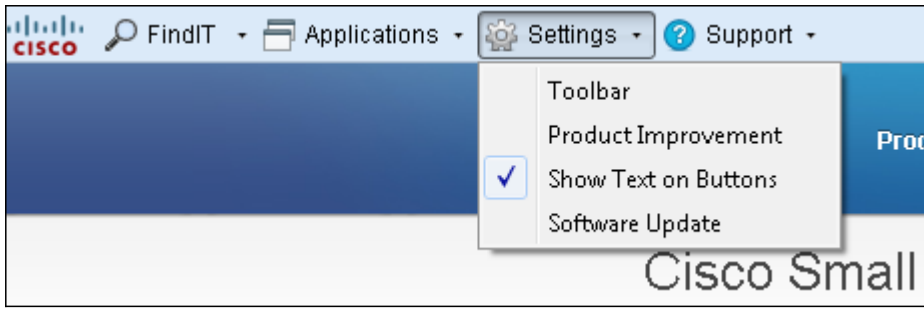 CISCO FindIT Applications Settings Support
Toolbar
Product Improvement
Show Text on Buttons
Software Update
Cisco Small